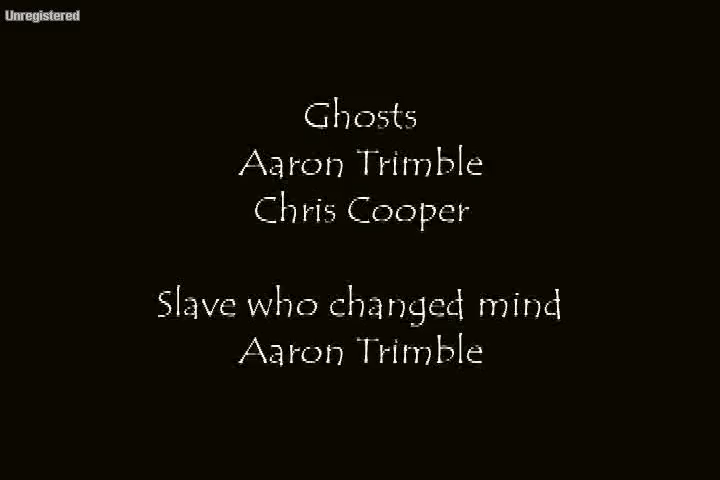 Unregistered
Ghosts
Aaron Trimble
Chris Cooper
Slave who changed mind
Aaron Trimble